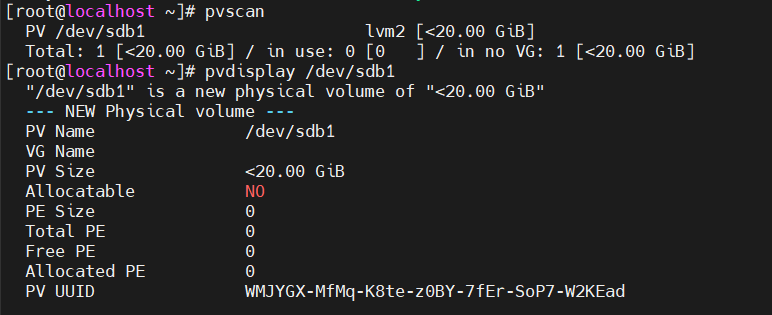 [root@localhost ~]# pvscan
  PV /dev/sdb1                      lvm2 [<20.00 GiB]
  Total: 1 [<20.00 GiB] / in use: 0 [0   ] / in no VG: 1 [<20.00 GiB]
[root@localhost ~]# pvdisplay /dev/sdb1
  "/dev/sdb1" is a new physical volume of "<20.00 GiB"
  --- NEW Physical volume ---
  PV Name               /dev/sdb1
  VG Name
  PV Size               <20.00 GiB
  Allocatable           NO
  PE Size               0
  Total PE              0
  Free PE               0
  Allocated PE          0
  PV UUID               WMJYGX-MfMq-K8te-z0BY-7fEr-SoP7-W2KEad